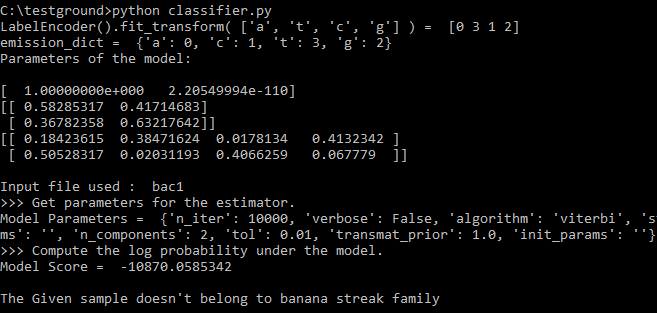 C:\testground>python classifier.py
LabelEncoder().fit_transform( ['a', 't', 'c', 'g'] ) =  [0 3 1 2]
emission_dict =  {'a': 0, 'c': 1, 't': 3, 'g': 2}
Parameters of the model:
[  1.00000000e+000   2.20549994e-110]
[[ 0.58285317  0.41714683]
 [ 0.36782358  0.63217642]]
[[ 0.18423615  0.38471624  0.0178134   0.4132342 ]
 [ 0.50528317  0.02031193  0.4066259   0.067779  ]]
Input file used :  bac1
>>> Get parameters for the estimator.
Model Parameters =  {'n_iter': 10000, 'verbose': False, 'algorithm': 'viterbi', 's
ms': '', 'n_components': 2, 'tol': 0.01, 'transmat_prior': 1.0, 'init_params': ''}
>>> Compute the log probability under the model.
Model Score =  -10870.0585342
The Given sample doesn't belong to banana streak family